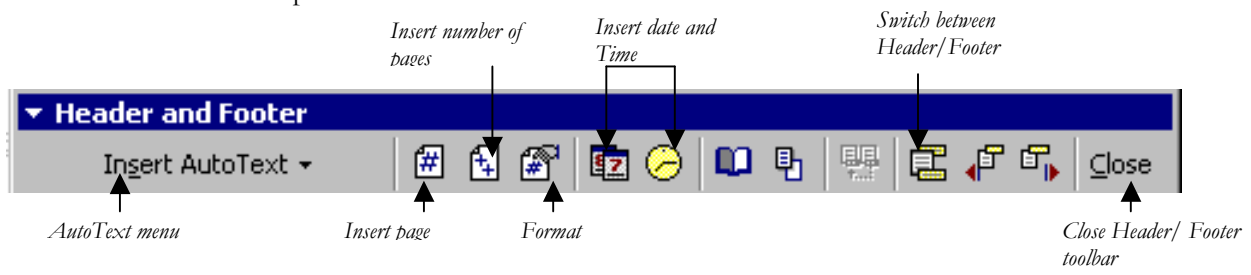 Insert number of
pages
Insert date and
Time
Switch between
Header/Footer
Header and Footer
Insert AutoText
Close
AutoText menu
Insert page
Format
Close Header/ Footer
toolbar